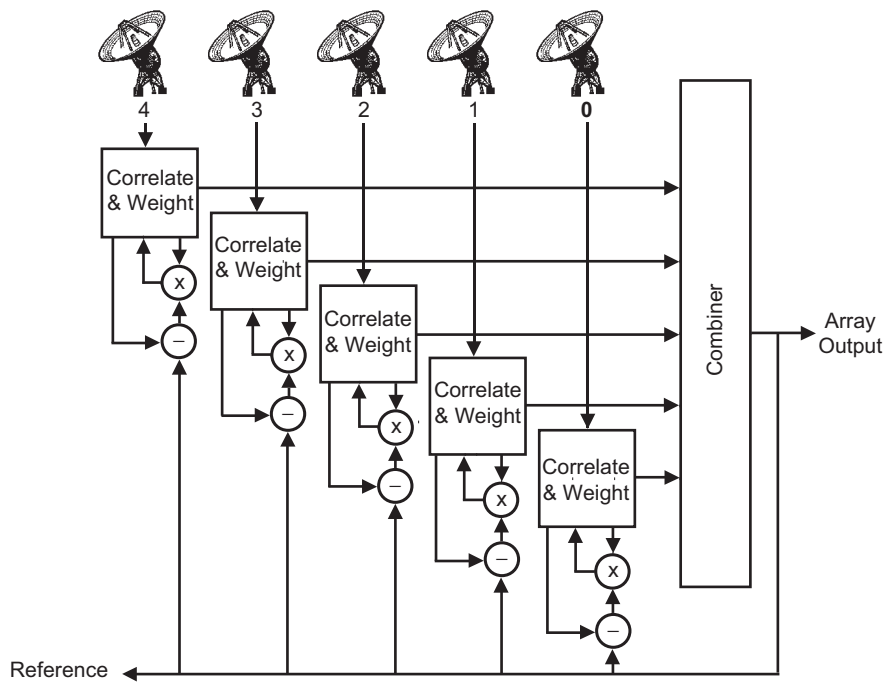 4
3
2
1
0
Correlate
& Weight
x
−
Correlate
& Weight
x
−
Correlate
& Weight
x
−
Correlate
& Weight
x
−
Correlate
& Weight
x
−
Combiner
Array
Output
Reference